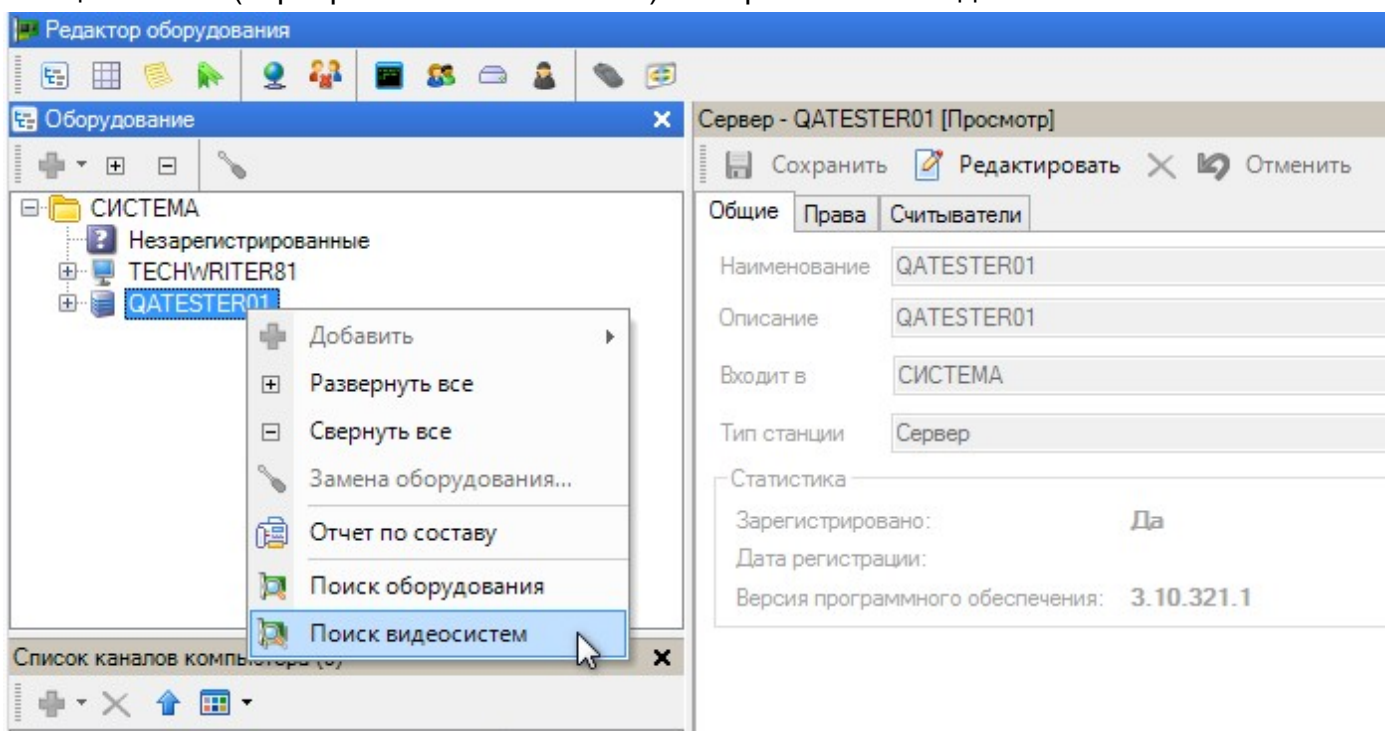 Редактор оборудования
Оборудование
СИСТЕМА
Незарегистрированные
TECHWRITER81
QATESTER01
Добавить
Развернуть все
Свернуть все
Замена оборудования...
Отчет по составу
Поиск оборудования
Поиск видеосистем
Список каналов
Сервер - QATESTER01 [Просмотр]
Сохранить Редактировать Отменить
Общие Права Считыватели
Наименование QATESTER01
Описание QATESTER01
Входит в СИСТЕМА
Тип станции Сервер
Статистика
Зарегистрировано: Да
Дата регистрации:
Версия программного обеспечения: 3.10.321.1